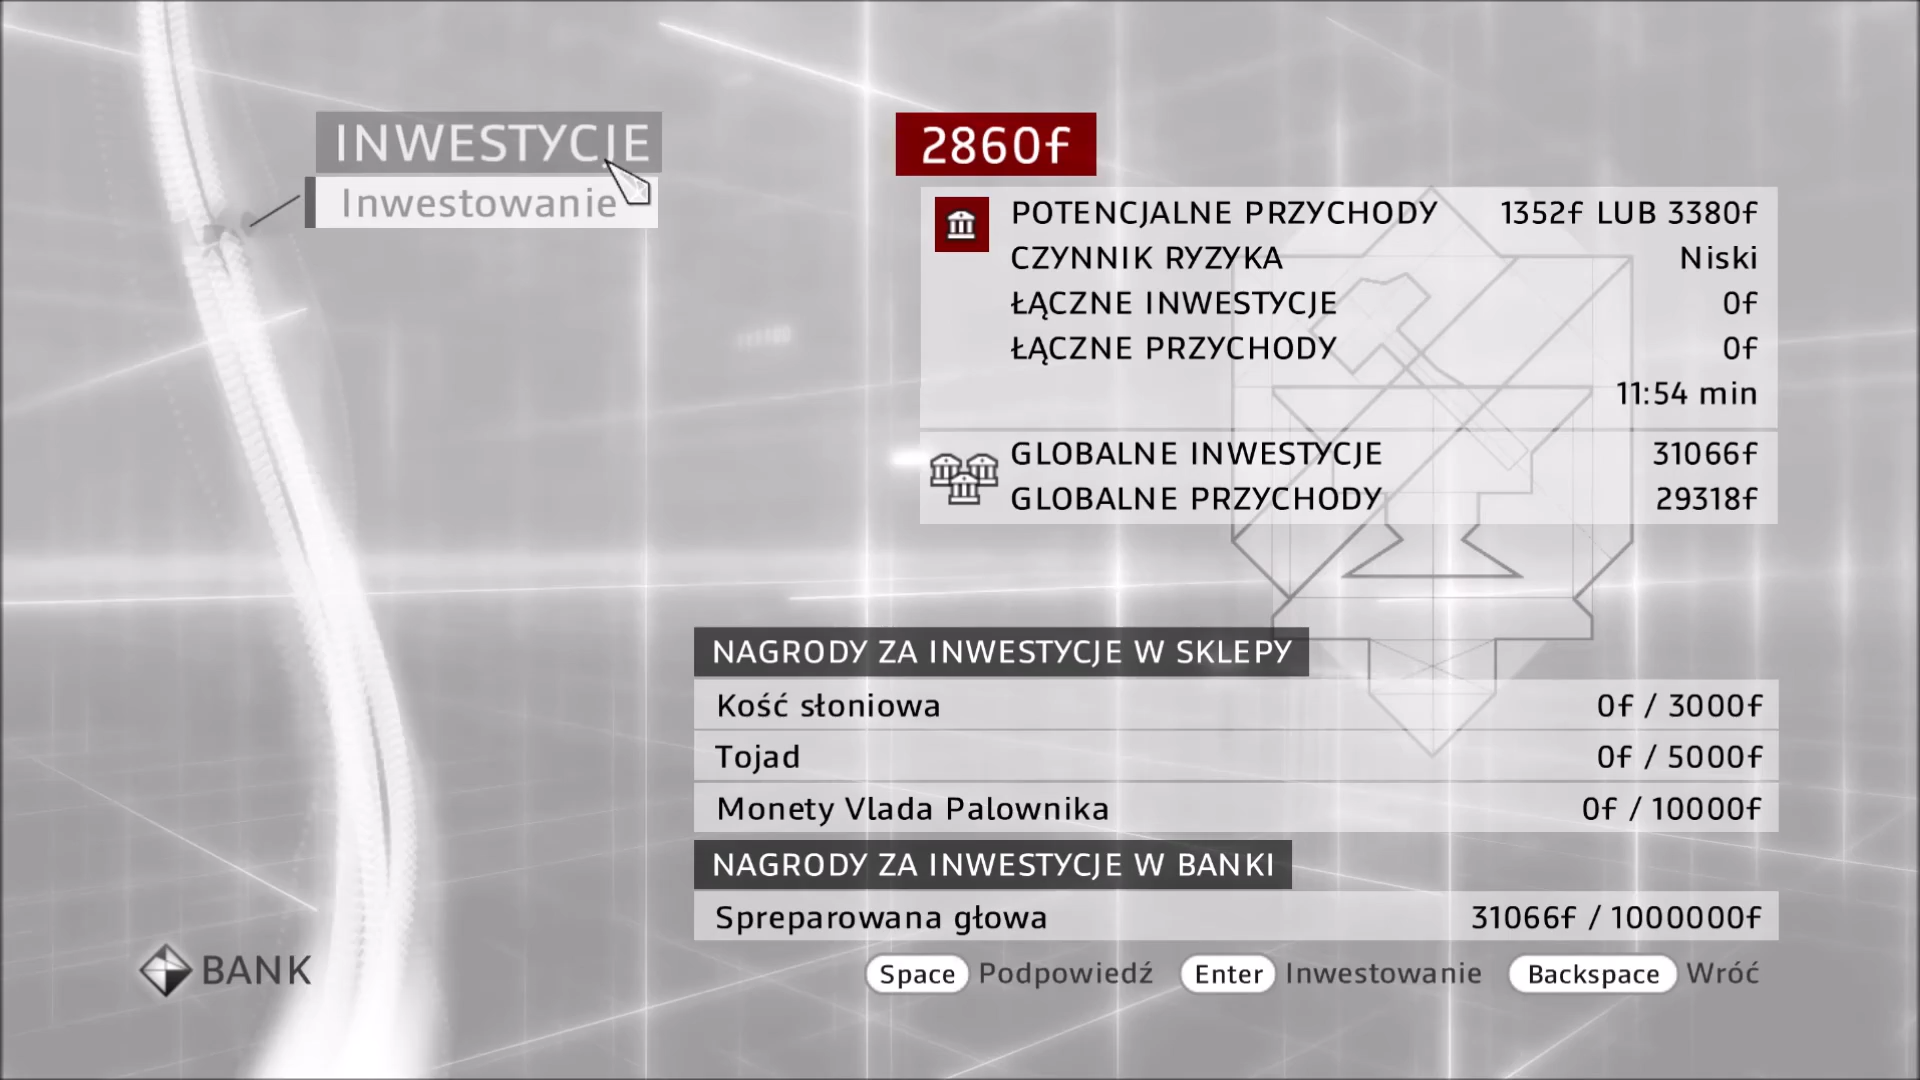 INWESTYCJE
Inwestowanie
2860f
POTENCJALNE PRZYCHODY 1352f LUB 3380f
CZYNNIK RYZYKA Niski
ŁĄCZNE INWESTYCJE 0f
ŁĄCZNE PRZYCHODY 0f
11:54 min
GLOBALNE INWESTYCJE 31066f
GLOBALNE PRZYCHODY 29318f
NAGRODY ZA INWESTYCJE W SKLEPY
Kość słoniowa 0f / 3000f
Tojad 0f / 5000f
Monety Vlada Palownika 0f / 10000f
NAGRODY ZA INWESTYCJE W BANKI
Spreparowana głowa 31066f / 1000000f
BANK
Space Podpowiedź Enter Inwestowanie Backspace Wróć